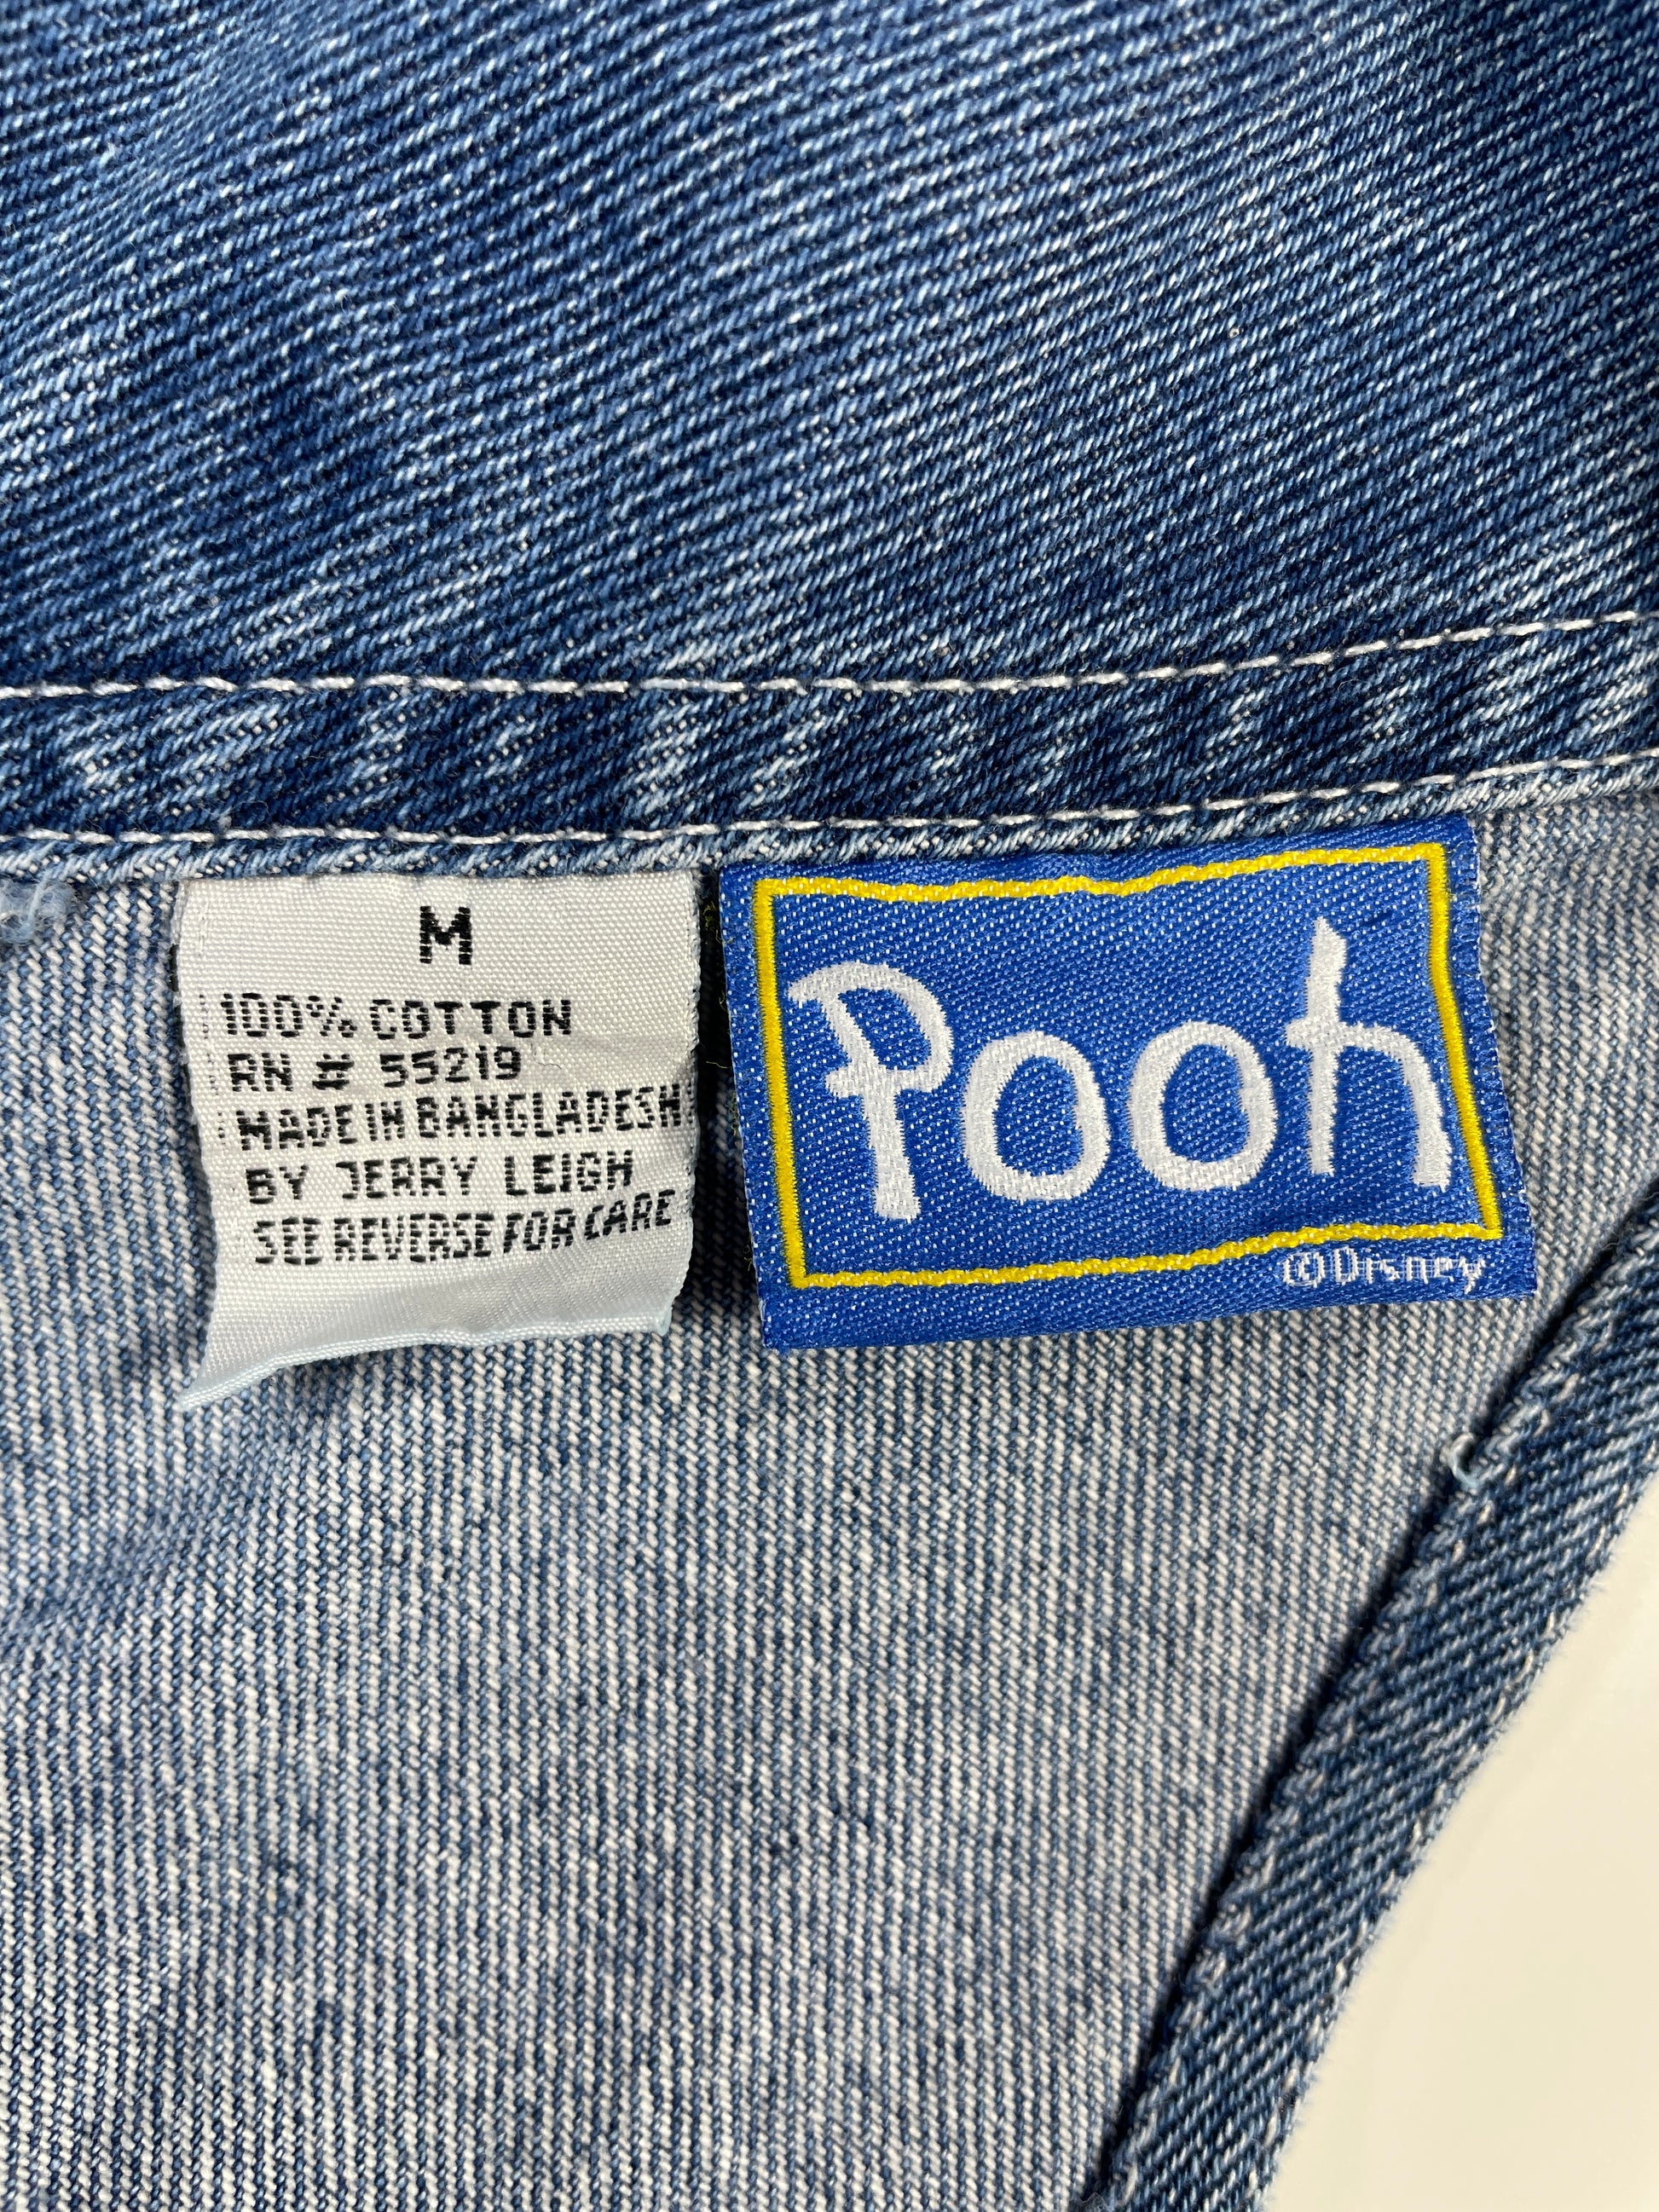 M
100% COTTON
RN # 55219
MADE IN BANGLADESH
BY JERRY LEIGH
SEE REVERSE FOR CARE
Pooh
©Disney